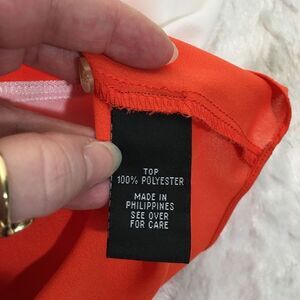 TOP
100% POLYESTER
MADE IN
PHILIPPINES
SEE OVER
FOR CARE